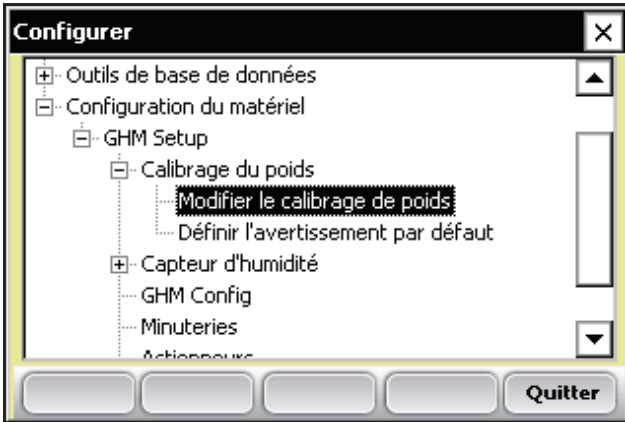 Configurer
Outils de base de données
Configuration du matériel
GHM Setup
Calibrage du poids
Modifier le calibrage de poids
Définir l'avertissement par défaut
Capteur d'humidité
GHM Config
Minuteries
Actionneurs
Quitter